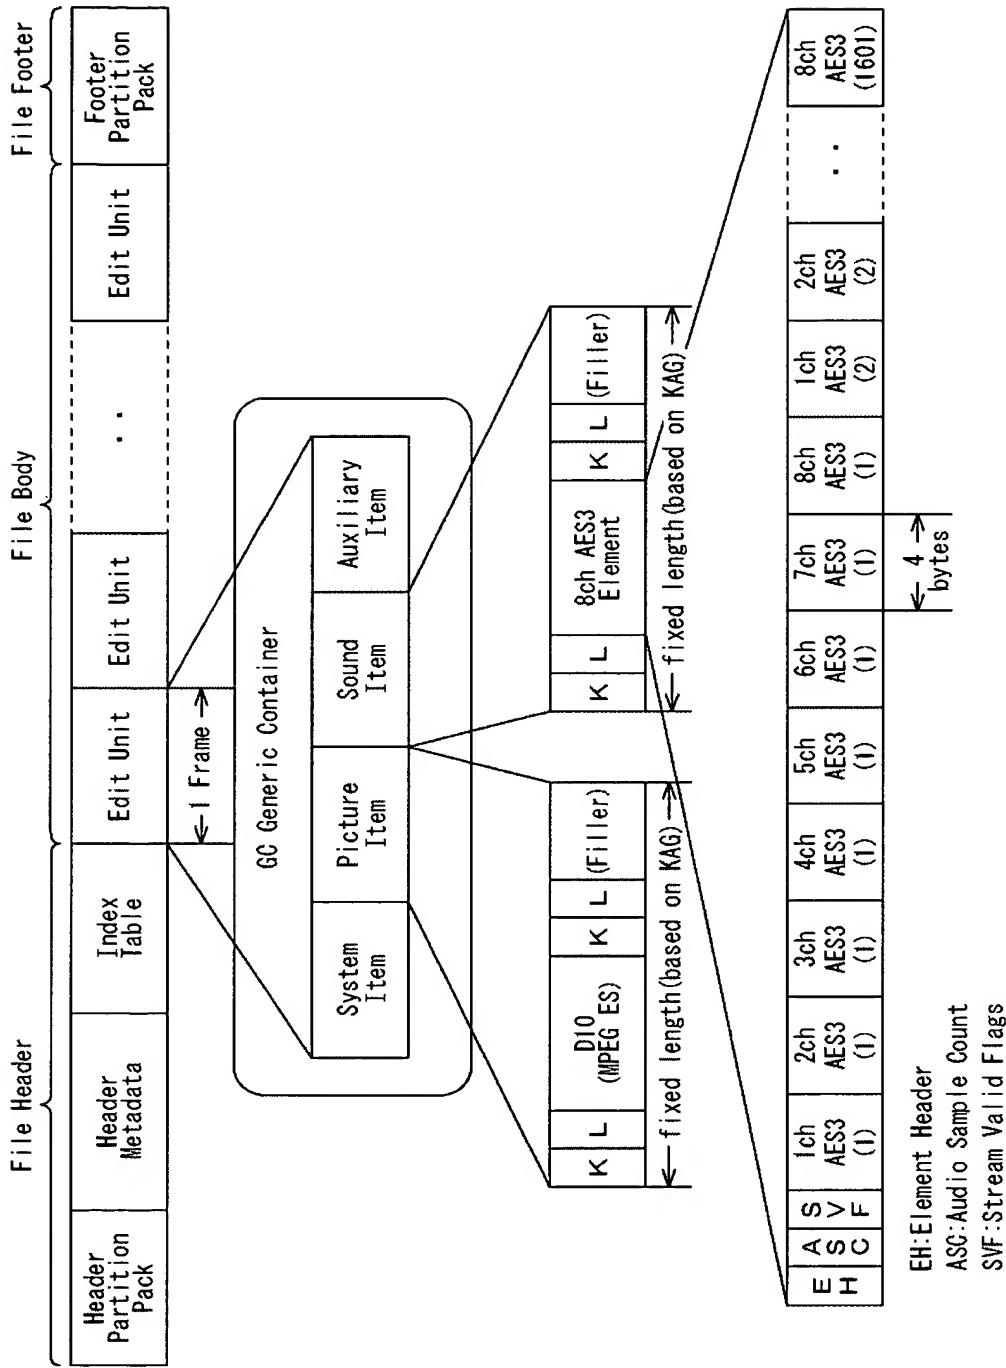 File Header
File Body
File Footer
Header
Partition
Pack
Header
Metadata
Index
Table
Edit Unit
Edit Unit
. .
Edit Unit
Footer
Partition
Pack
1 Frame
GC Generic Container
System
Item
Picture
Item
Sound
Item
Auxiliary
Item
K
L
D10
(MPEG ES)
K
L
(Filler)
fixed length(based on KAG)
K
L
8ch AES3
Element
K
L
(Filler)
fixed length(based on KAG)
E
H
A
S
C
S
V
F
1ch
AES3
(1)
2ch
AES3
(1)
3ch
AES3
(1)
4ch
AES3
(1)
5ch
AES3
(1)
6ch
AES3
(1)
7ch
AES3
(1)
8ch
AES3
(1)
1ch
AES3
(2)
2ch
AES3
(2)
. .
8ch
AES3
(1601)
4
bytes
EH:Element Header
ASC:Audio Sample Count
SVF:Stream Valid Flags